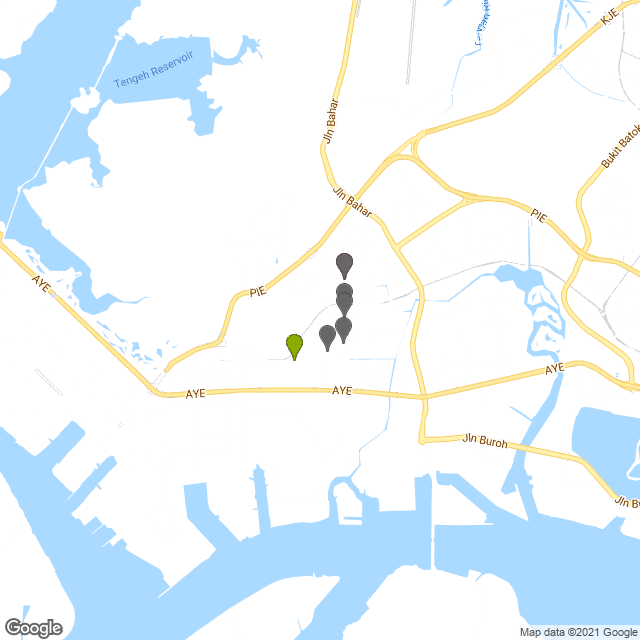 KJE
Tengeh Reservoir
Jln Bahar
Bukit Batok
Jln Bahar
PIE
AYE
PIE
AYE
AYE
AYE
Jln Buroh
Jln B
Google
Map data ©2021 Google